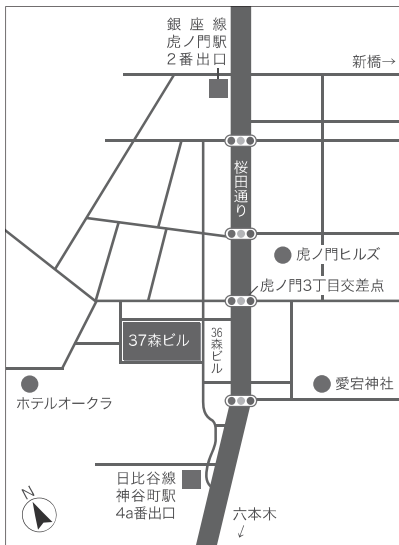 銀座線
虎ノ門駅
2番出口
新橋→
桜田通り
虎ノ門ヒルズ
虎ノ門3丁目交差点
37森ビル
36森ビル
愛宕神社
ホテルオークラ
日比谷線
神谷町駅
4a番出口
六本木
↓
N